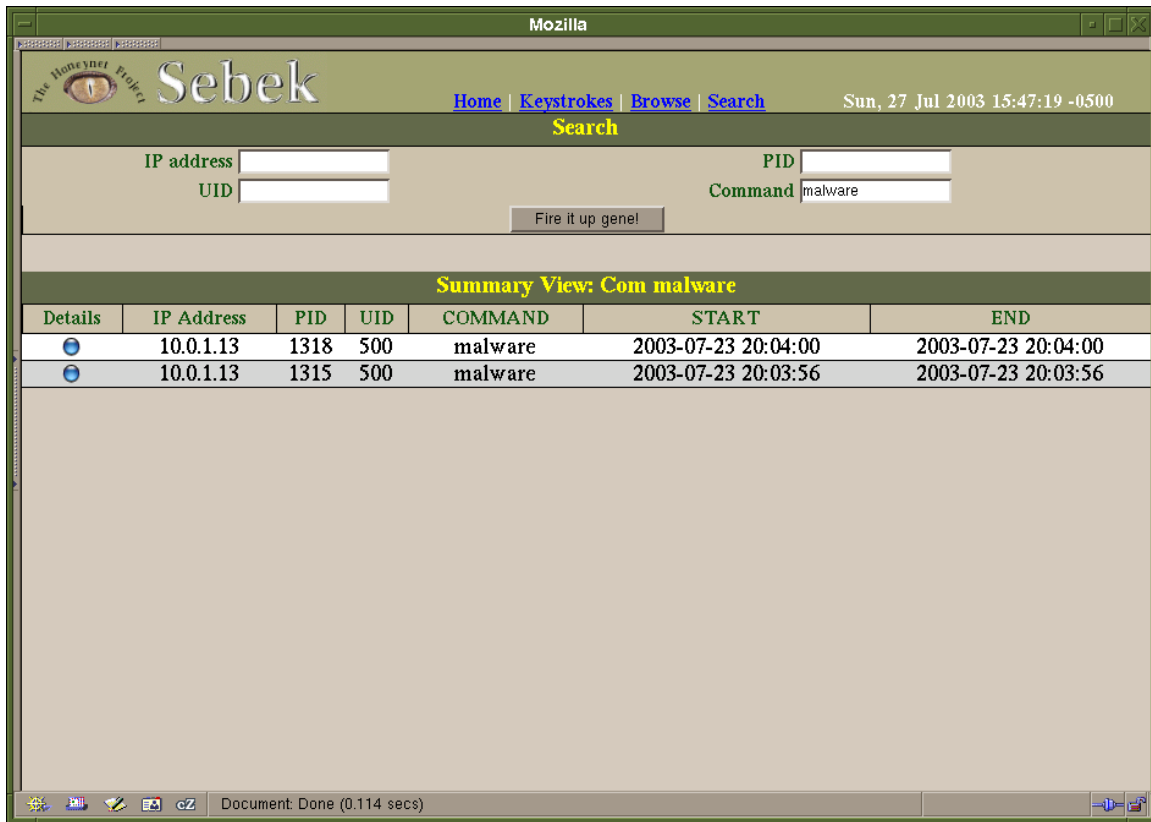 Mozilla
The Honeynet Project
Sebek
Home | Keystrokes | Browse | Search
Sun, 27 Jul 2003 15:47:19 -0500
Search
IP address PID
UID Command malware
Fire it up gene!
Summary View: Com malware
Details IP Address PID UID COMMAND START END
10.0.1.13 1318 500 malware 2003-07-23 20:04:00 2003-07-23 20:04:00
10.0.1.13 1315 500 malware 2003-07-23 20:03:56 2003-07-23 20:03:56
cZ Document: Done (0.114 secs)